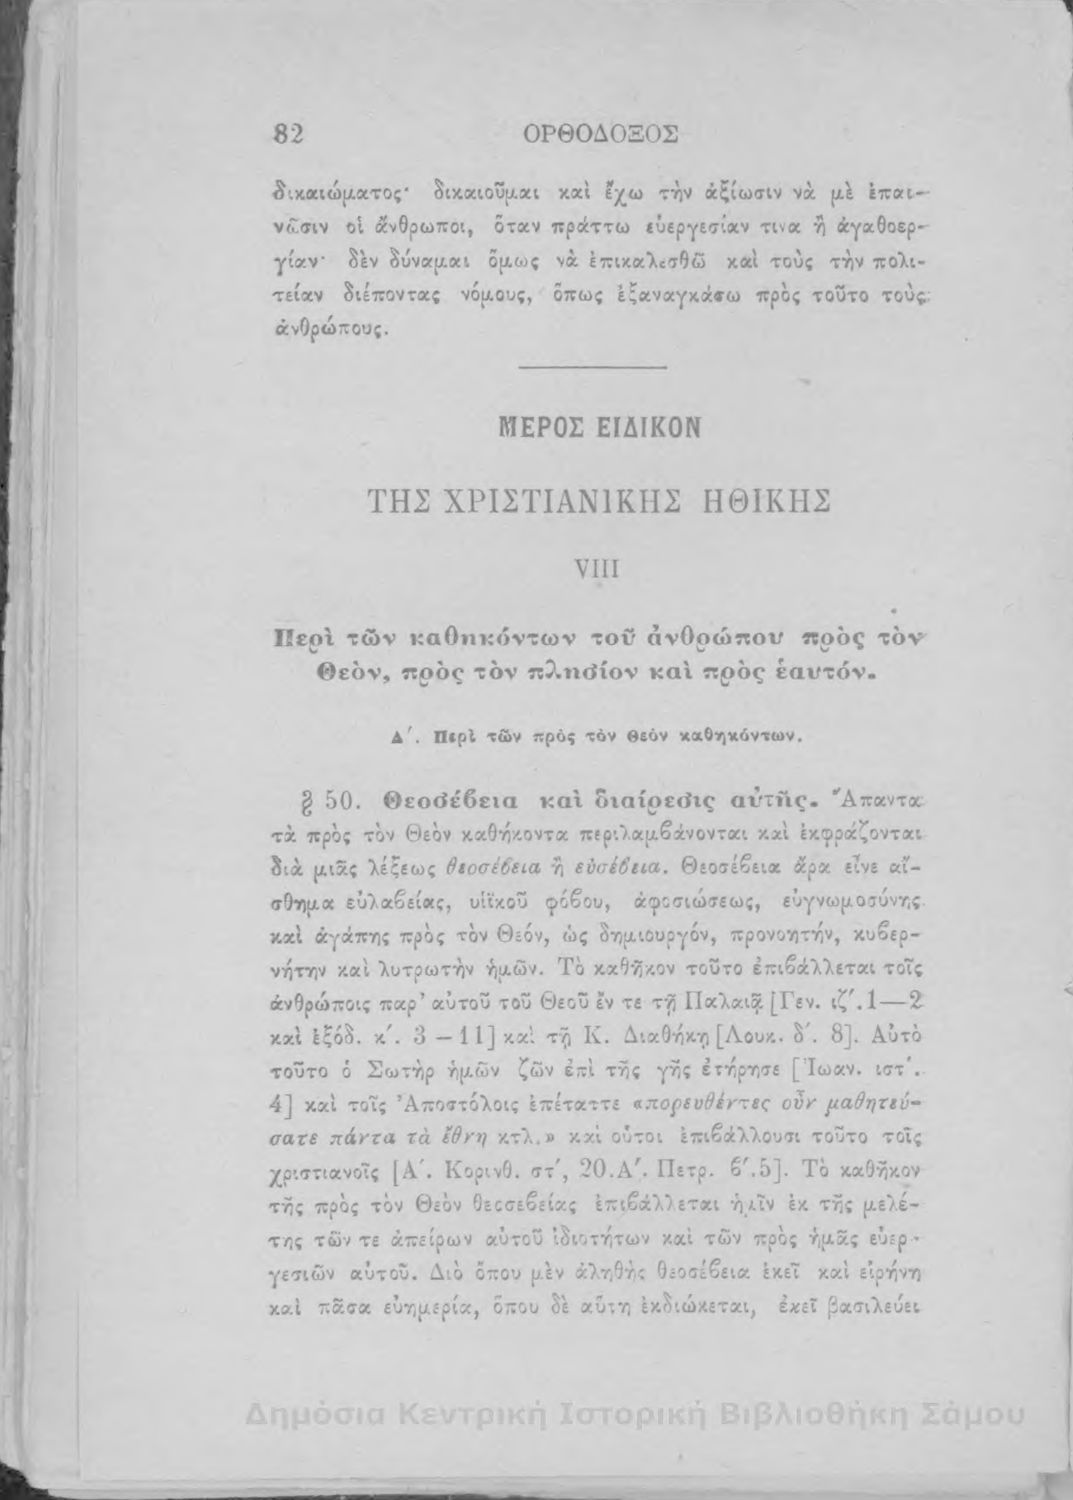 82 ΟΡΘΟΔΟΞΟΣ
δικαιώματος· δικαιοῦμαι καὶ ἔχω τὴν ἀξίωσιν νὰ μὲ ἐπαι-
νῶσιν οἱ ἄνθρωποι, ὅταν πράττω εὐεργεσίαν τινα ἢ ἀγαθοερ-
γίαν· δὲν δύναμαι ὅμως νὰ ἐπικαλεσθῶ καὶ τοὺς τὴν πολι-
τείαν διέποντας νόμους, ὅπως ἐξαναγκάσω πρὸς τοῦτο τοὺς
ἀνθρώπους.
ΜΕΡΟΣ ΕΙΔΙΚΟΝ
ΤΗΣ ΧΡΙΣΤΙΑΝΙΚΗΣ ΗΘΙΚΗΣ
VIII
Περὶ τῶν καθηκόντων τοῦ ἀνθρώπου πρὸς τὸν
Θεὸν, πρὸς τὸν πλησίον καὶ πρὸς ἑαυτόν.
Α΄. Περὶ τῶν πρὸς τὸν Θεὸν καθηκόντων.
§ 50. Θεοσέβεια καὶ διαίρεσις αὐτῆς. Ἅπαντα
τὰ πρὸς τὸν Θεὸν καθήκοντα περιλαμβάνονται καὶ ἐκφράζονται
διὰ μιᾶς λέξεως θεοσέβεια ἢ εὐσέβεια. Θεοσέβεια ἄρα εἶνε αἴ-
σθημα εὐλαβείας, υἱϊκοῦ φόβου, ἀφοσιώσεως, εὐγνωμοσύνης
καὶ ἀγάπης πρὸς τὸν Θεόν, ὡς δημιουργόν, προνοητήν, κυβερ-
νήτην καὶ λυτρωτὴν ἡμῶν. Τὸ καθῆκον τοῦτο ἐπιβάλλεται τοῖς
ἀνθρώποις παρ’ αὐτοῦ τοῦ Θεοῦ ἔν τε τῇ Παλαιᾷ [Γεν. ιζ΄. 1—2
καὶ ἐξόδ. κ΄. 3 — 11] καὶ τῇ Κ. Διαθήκῃ [Λουκ. δ΄. 8]. Αὐτὸ
τοῦτο ὁ Σωτὴρ ἡμῶν ζῶν ἐπὶ τῆς γῆς ἐτήρησε [Ἰωαν. ιστ΄.
4] καὶ τοῖς Ἀποστόλοις ἐπέταττε «πορευθέντες οὖν μαθητεύ-
σατε πάντα τὰ ἔθνη κτλ.» καὶ οὗτοι ἐπιβάλλουσι τοῦτο τοῖς
χριστιανοῖς [Α΄. Κορινθ. στ΄, 20. Α΄. Πετρ. β΄. 5]. Τὸ καθῆκον
τῆς πρὸς τὸν Θεὸν θεοσεβείας ἐπιβάλλεται ἡμῖν ἐκ τῆς μελέ-
της τῶν τε ἀπείρων αὐτοῦ ἰδιοτήτων καὶ τῶν πρὸς ἡμᾶς εὐερ-
γεσιῶν αὐτοῦ. Διὸ ὅπου μὲν ἀληθὴς θεοσέβεια ἐκεῖ καὶ εἰρήνη
καὶ πᾶσα εὐημερία, ὅπου δὲ αὕτη ἐκδιώκεται, ἐκεῖ βασιλεύει
Δημόσια Κεντρική Ιστορική Βιβλιοθήκη Σάμου